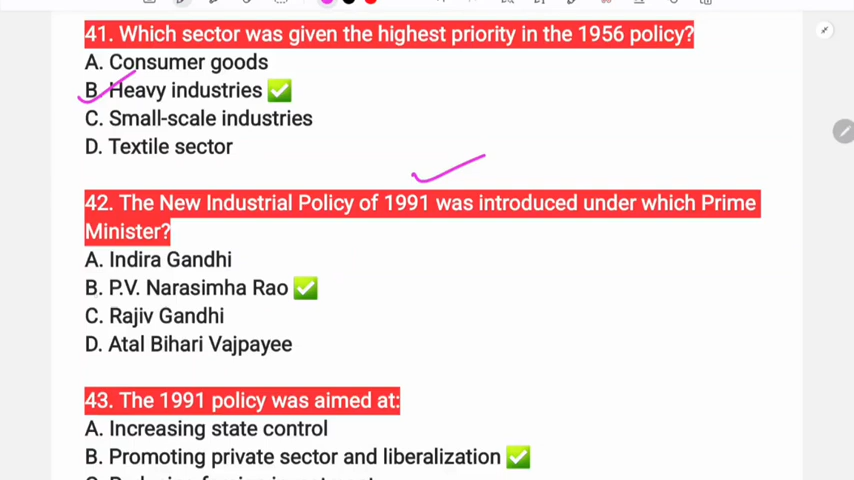 41. Which sector was given the highest priority in the 1956 policy?
A. Consumer goods
B. Heavy industries ✅
C. Small-scale industries
D. Textile sector
42. The New Industrial Policy of 1991 was introduced under which Prime
Minister?
A. Indira Gandhi
B. P.V. Narasimha Rao ✅
C. Rajiv Gandhi
D. Atal Bihari Vajpayee
43. The 1991 policy was aimed at:
A. Increasing state control
B. Promoting private sector and liberalization ✅